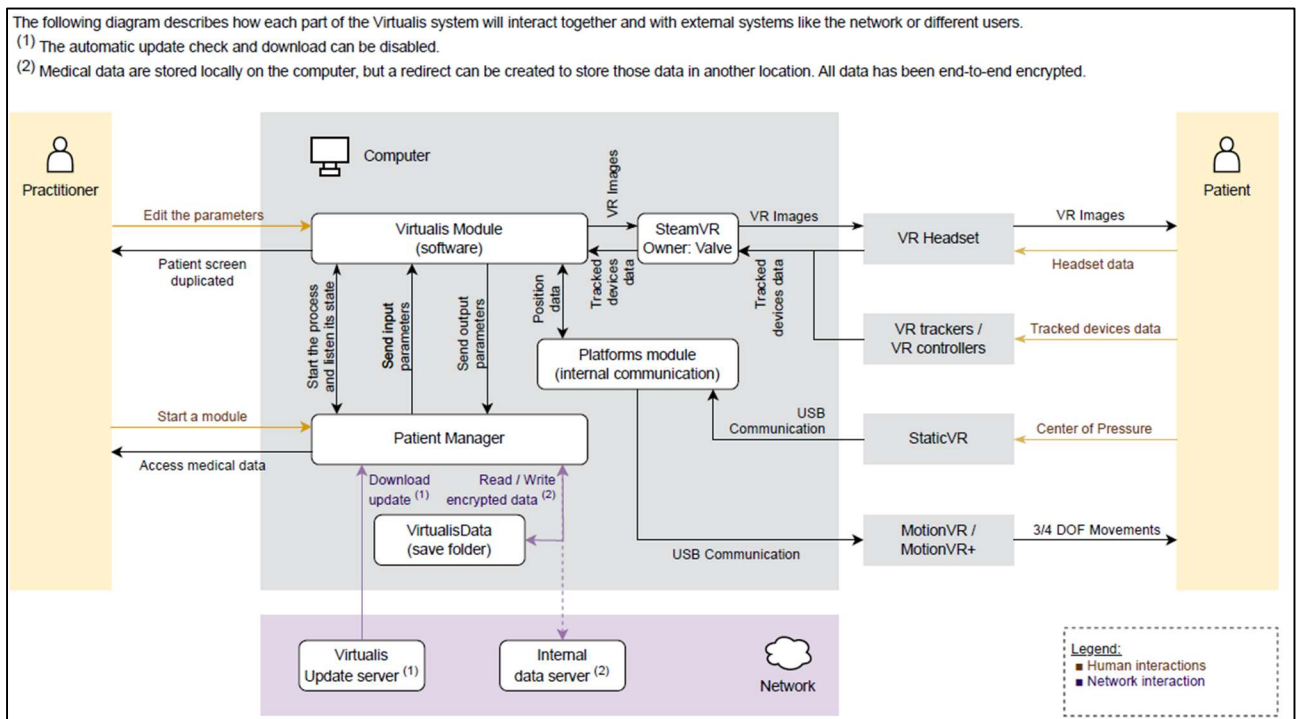 The following diagram describes how each part of the Virtualis system will interact together and with external systems like the network or different users.
(1) The automatic update check and download can be disabled.
(2) Medical data are stored locally on the computer, but a redirect can be created to store those data in another location. All data has been end-to-end encrypted.
Practitioner
Computer
Patient
Edit the parameters
Patient screen
duplicated
Virtualis Module
(software)
VR Images
SteamVR
Owner: Valve
VR Images
VR Headset
VR Images
Headset data
Tracked
devices data
Tracked
devices data
Start the process
and listen its state
Send input
parameters
Send output
parameters
Position
data
VR trackers /
VR controllers
Tracked devices data
Platforms module
(internal communication)
Start a module
Access medical data
Patient Manager
USB
Communication
StaticVR
Center of Pressure
Download
update (1)
Read / Write
encrypted data (2)
VirtualisData
(save folder)
USB Communication
MotionVR /
MotionVR+
3/4 DOF Movements
Virtualis
Update server (1)
Internal
data server (2)
Network
Legend:
Human interactions
Network interaction